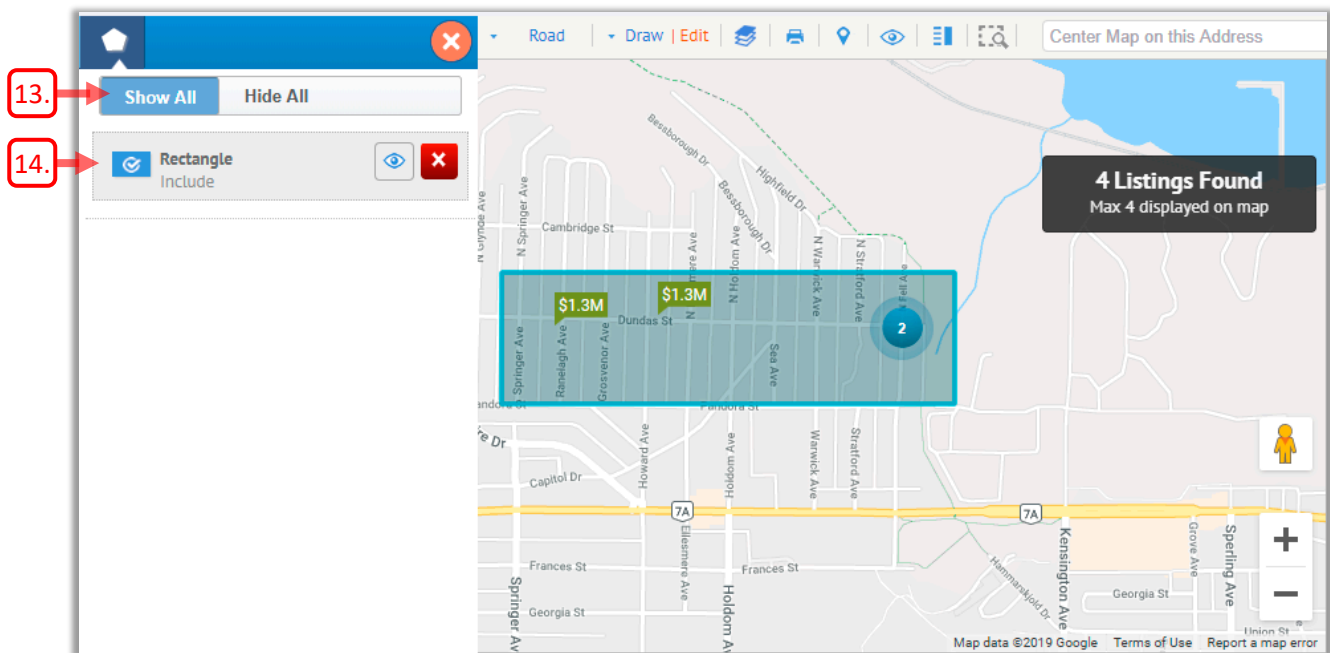 Road
Draw | Edit
Center Map on this Address
13.
Show All
Hide All
14.
Rectangle
Include
4 Listings Found
Max 4 displayed on map
Bessborough Dr
Highfield Dr
Bessborough Dr
N Springer Ave
Cambridge St
N Holdom Ave
N Warwick Ave
N Stratford Ave
$1.3M
$1.3M
Dundas St
2
Springer Ave
Ranelagh Ave
Grosvenor Ave
Sea Ave
Pandora St
Howard Ave
Holdom Ave
Warwick Ave
Stratford Ave
Capitol Dr
7A
7A
Ellesmere Ave
Kensington Ave
Grove Ave
Sperling Ave
Frances St
Frances St
Hammarskjold Dr
Georgia St
Springer Av
Holdom Av
Georgia St
Union St
Map data ©2019 Google
Terms of Use
Report a map error